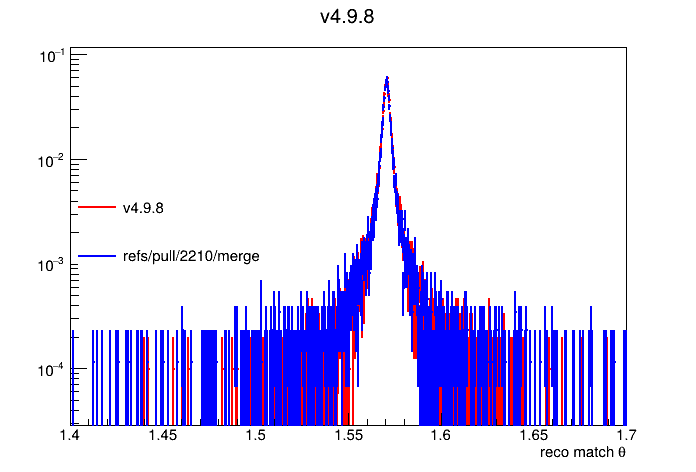 v4.9.8
10⁻¹
10⁻²
v4.9.8
refs/pull/2210/merge
10⁻³
10⁻⁴
1.4 1.45 1.5 1.55 1.6 1.65 1.7
reco match θ